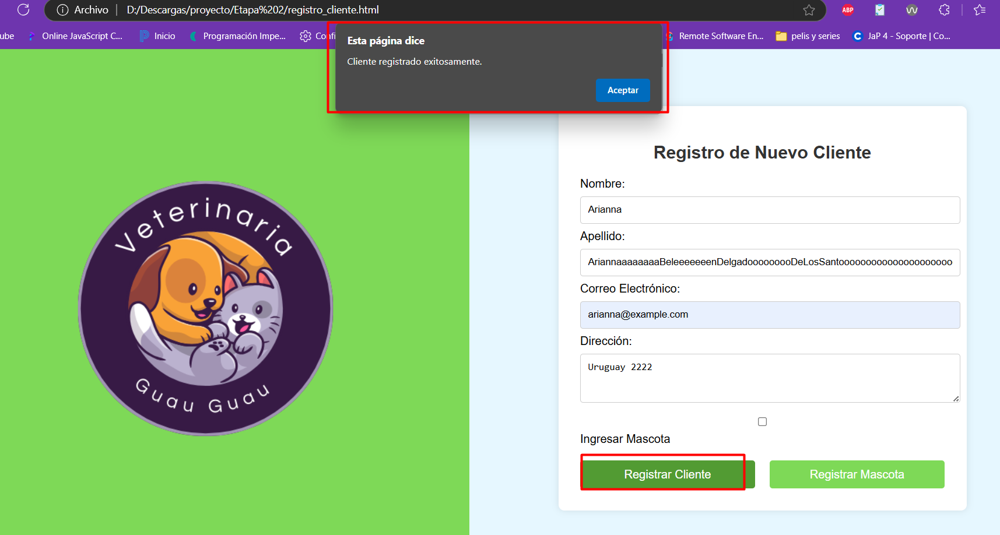 Archivo D:/Descargas/proyecto/Etapa%202/registro_cliente.html
ABP
ube Online JavaScript C... Inicio Programación Impe... Confi Remote Software En... pelis y series JaP 4 - Soporte | Co...
Esta página dice
Cliente registrado exitosamente.
Aceptar
Veterinaria
Guau Guau
Registro de Nuevo Cliente
Nombre:
Arianna
Apellido:
AriannaaaaaaaaBeleeeeeeenDelgadooooooooDeLosSantoooooooooooooooooooooo
Correo Electrónico:
arianna@example.com
Dirección:
Uruguay 2222
Ingresar Mascota
Registrar Cliente Registrar Mascota